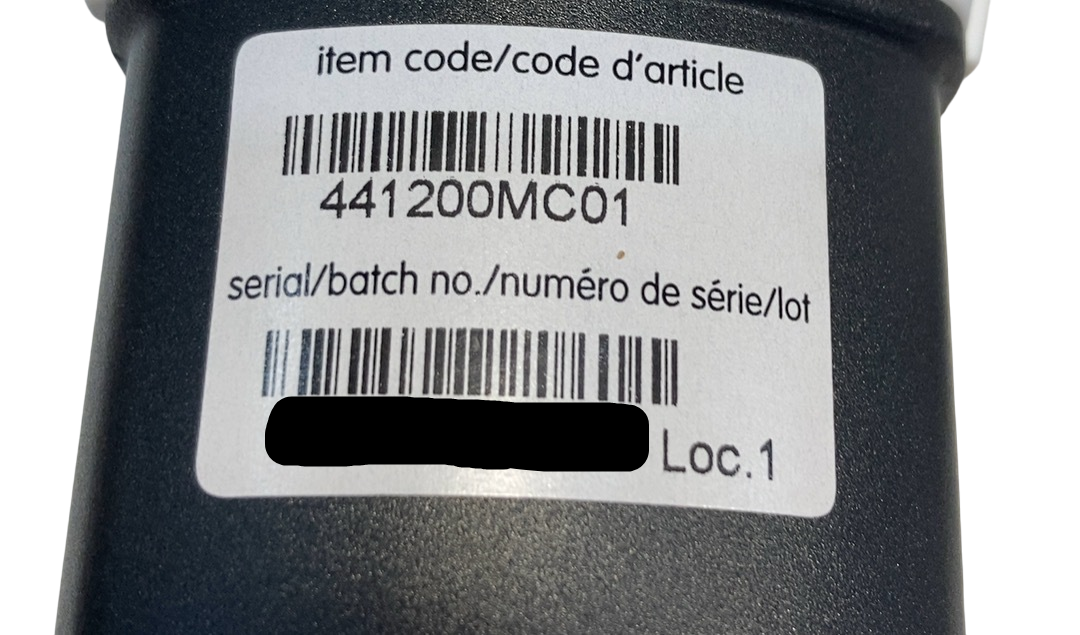 item code/code d'article
441200MC01
serial/batch no./numéro de série/lot
Loc.1